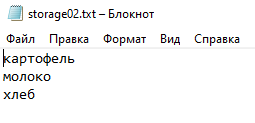 storage02.txt – Блокнот
Файл Правка Формат Вид Справка
картофель
молоко
хлеб